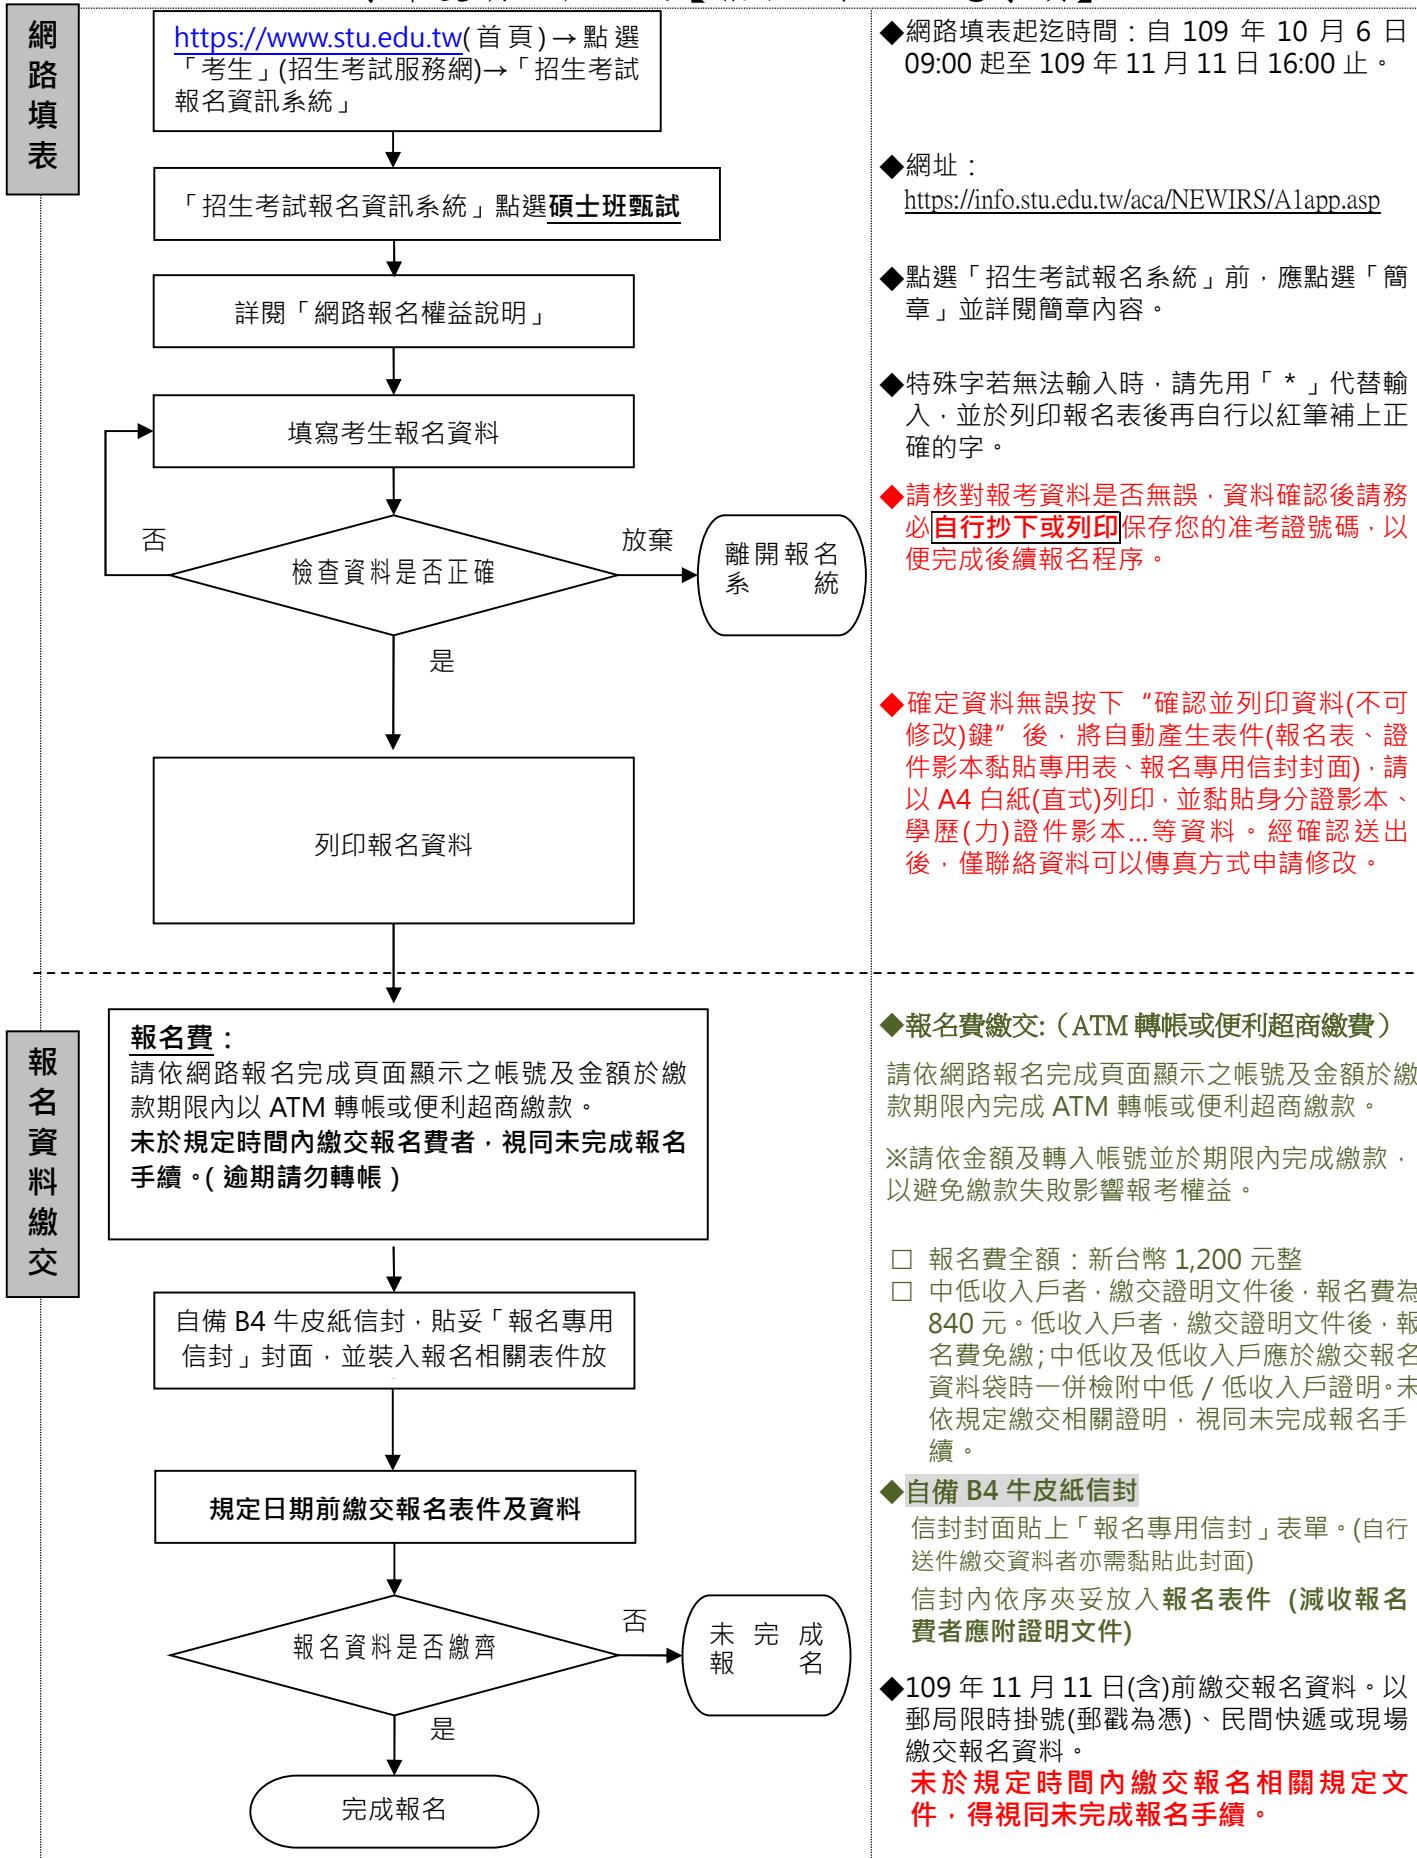 網路填表
https://www.stu.edu.tw(首頁)→點選
「考生」(招生考試服務網)→「招生考試
報名資訊系統」
「招生考試報名資訊系統」點選碩士班甄試
詳閱「網路報名權益說明」
填寫考生報名資料
否
檢查資料是否正確
放棄
離開報名
系統
是
列印報名資料
◆網路填表起迄時間：自 109 年 10 月 6 日
09:00 起至 109 年 11 月 11 日 16:00 止。
◆網址：
https://info.stu.edu.tw/aca/NEWIRS/A1app.asp
◆點選「招生考試報名系統」前，應點選「簡
章」並詳閱簡章內容。
◆特殊字若無法輸入時，請先用「 * 」代替輸
入，並於列印報名表後再自行以紅筆補上正
確的字。
◆請核對報考資料是否無誤，資料確認後請務
必自行抄下或列印保存您的准考證號碼，以
便完成後續報名程序。
◆確定資料無誤按下“確認並列印資料(不可
修改)鍵”後，將自動產生表件(報名表、證
件影本黏貼專用表、報名專用信封封面)，請
以 A4 白紙(直式)列印，並黏貼身分證影本、
學歷(力)證件影本...等資料。經確認送出
後，僅聯絡資料可以傳真方式申請修改。
報名資料繳交
報名費：
請依網路報名完成頁面顯示之帳號及金額於繳
款期限內以 ATM 轉帳或便利超商繳款。
未於規定時間內繳交報名費者，視同未完成報名
手續。( 逾期請勿轉帳 )
自備 B4 牛皮紙信封，貼妥「報名專用
信封」封面，並裝入報名相關表件放
規定日期前繳交報名表件及資料
報名資料是否繳齊
否
未完成
報名
是
完成報名
◆報名費繳交:（ATM 轉帳或便利超商繳費）
請依網路報名完成頁面顯示之帳號及金額於繳
款期限內完成 ATM 轉帳或便利超商繳款。
※請依金額及轉入帳號並於期限內完成繳款，
以避免繳款失敗影響報考權益。
□ 報名費全額：新台幣 1,200 元整
□ 中低收入戶者，繳交證明文件後，報名費為
840 元。低收入戶者，繳交證明文件後，報
名費免繳；中低收及低收入戶應於繳交報名
資料袋時一併檢附中低 / 低收入戶證明。未
依規定繳交相關證明，視同未完成報名手
續。
◆自備 B4 牛皮紙信封
信封封面貼上「報名專用信封」表單。(自行
送件繳交資料者亦需黏貼此封面)
信封內依序夾妥放入報名表件 (減收報名
費者應附證明文件)
◆109 年 11 月 11 日(含)前繳交報名資料。以
郵局限時掛號(郵戳為憑)、民間快遞或現場
繳交報名資料。
未於規定時間內繳交報名相關規定文
件，得視同未完成報名手續。